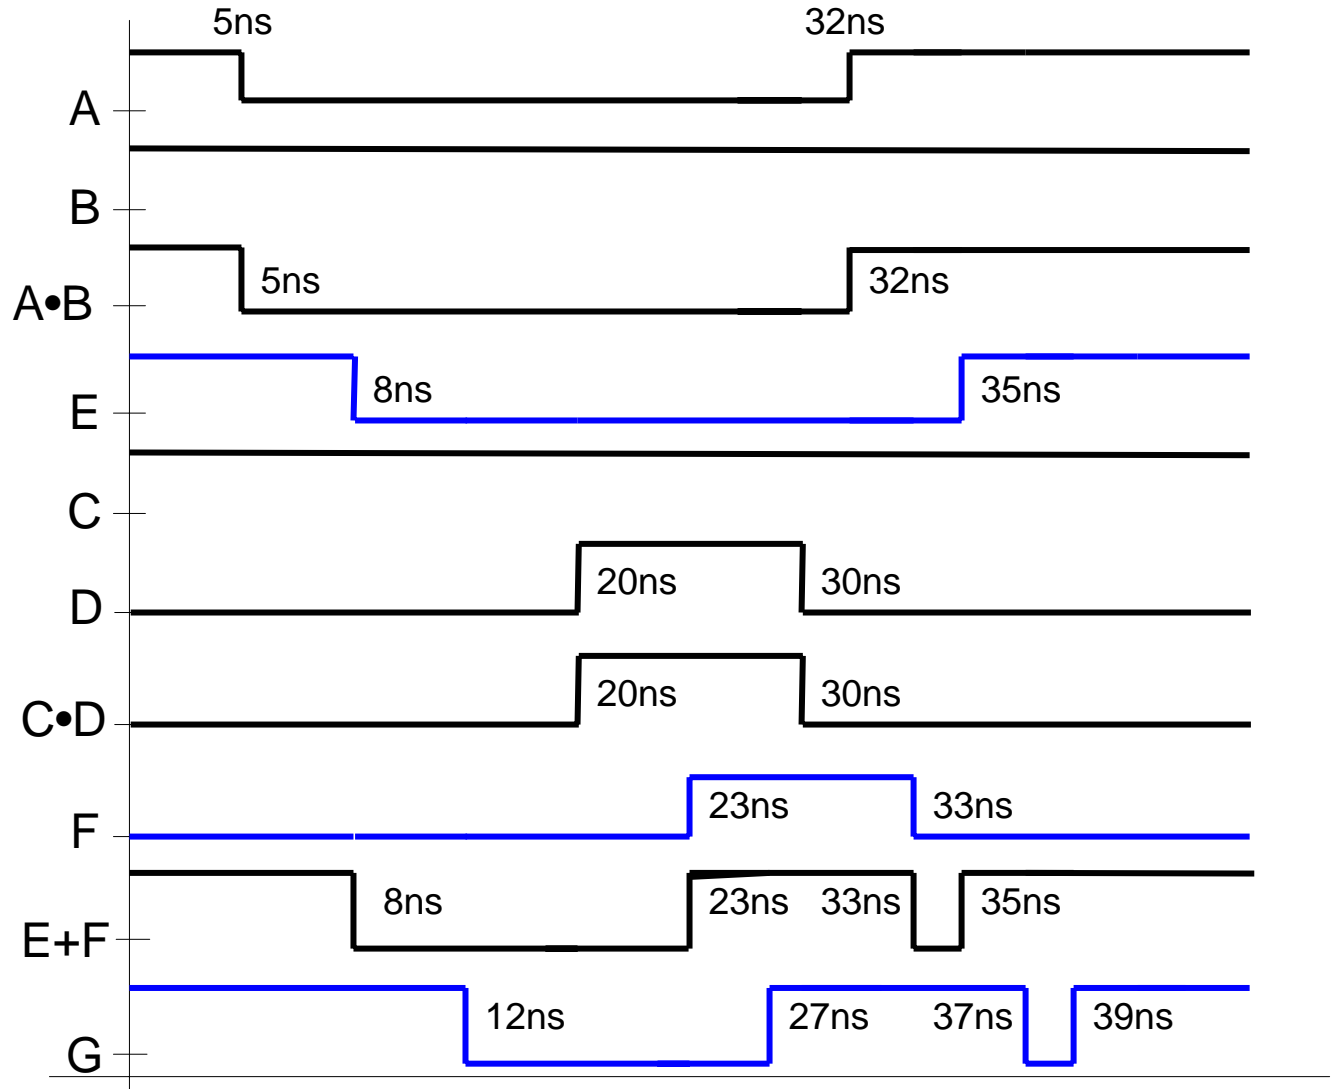 5ns 32ns
A
B
A•B 5ns 32ns
E 8ns 35ns
C
D 20ns 30ns
C•D 20ns 30ns
F 23ns 33ns
E+F 8ns 23ns 33ns 35ns
G 12ns 27ns 37ns 39ns